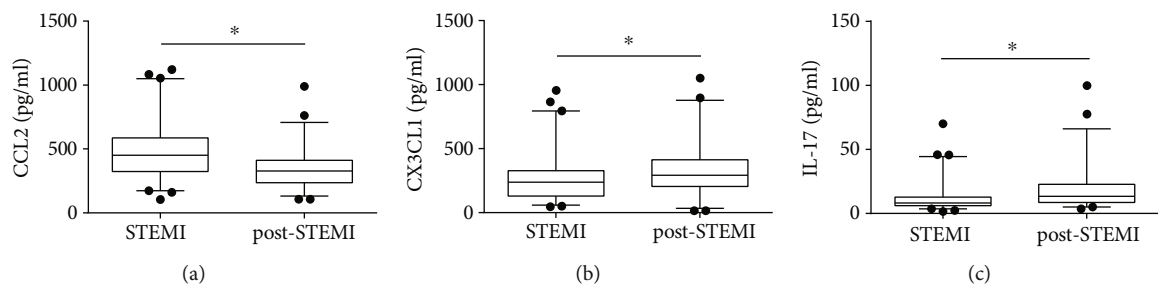 CCL2 (pg/ml)
1500
1000
500
0
*
STEMI
post-STEMI
(a)
CX3CL1 (pg/ml)
1500
1000
500
0
*
STEMI
post-STEMI
(b)
IL-17 (pg/ml)
150
100
50
0
*
STEMI
post-STEMI
(c)